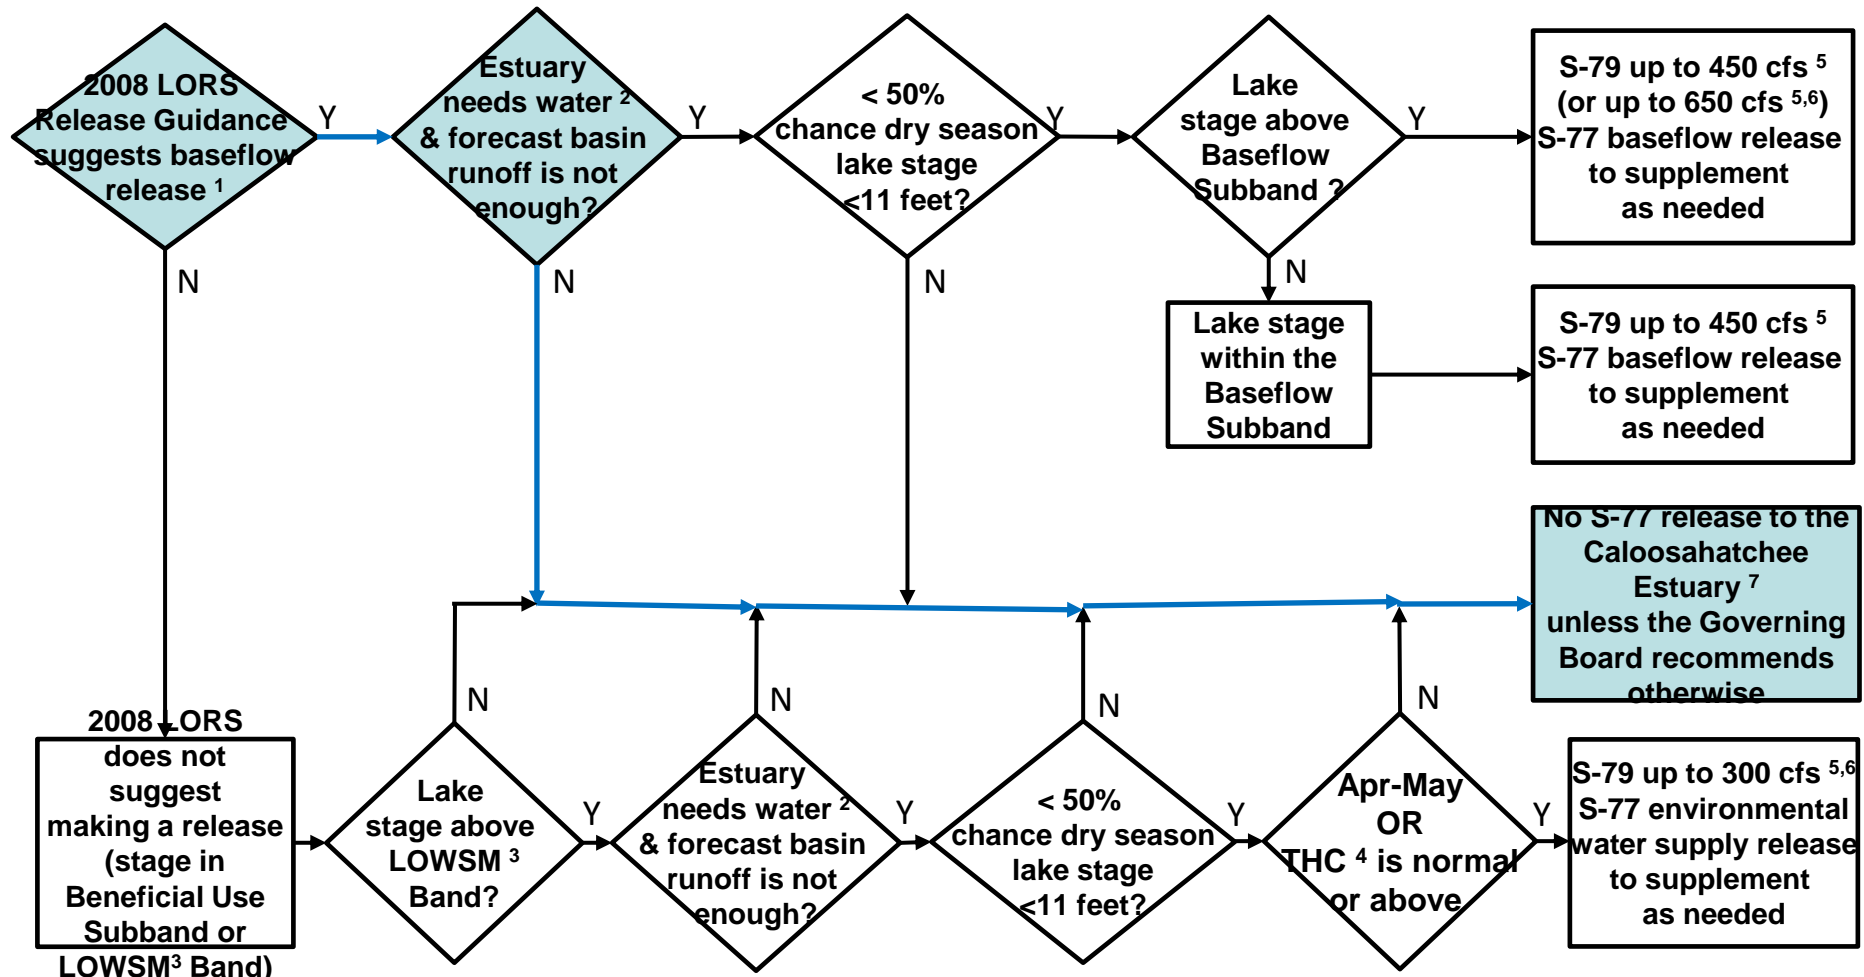 2008 LORS
Release Guidance
suggests baseflow
release 1
Y
N
Estuary
needs water 2
& forecast basin
runoff is not
enough?
Y
N
< 50%
chance dry season
lake stage
<11 feet?
Y
N
Lake
stage above
Baseflow
Subband ?
Y
N
S-79 up to 450 cfs 5
(or up to 650 cfs 5,6)
S-77 baseflow release
to supplement
as needed
Lake stage
within the
Baseflow
Subband
S-79 up to 450 cfs 5
S-77 baseflow release
to supplement
as needed
No S-77 release to the
Caloosahatchee
Estuary 7
unless the Governing
Board recommends
otherwise
2008 LORS
does not
suggest
making a release
(stage in
Beneficial Use
Subband or
LOWSM3 Band)
Lake
stage above
LOWSM 3
Band?
N
Y
Estuary
needs water 2
& forecast basin
runoff is not
enough?
N
Y
< 50%
chance dry season
lake stage
<11 feet?
N
Y
Apr-May
OR
THC 4 is normal
or above
N
Y
S-79 up to 300 cfs 5,6
S-77 environmental
water supply release
to supplement
as needed